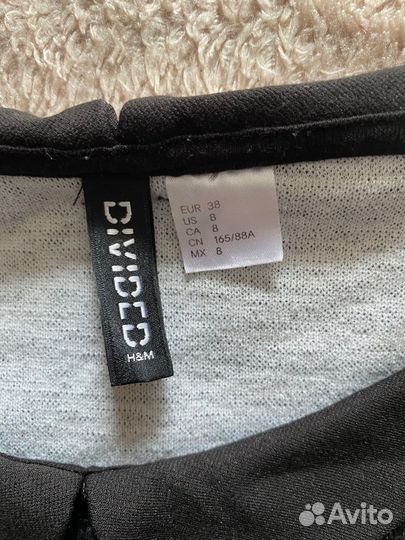 DIVIDED
H&M
EUR 38
US 8
CA 8
CN 165/88A
MX 8
Avito